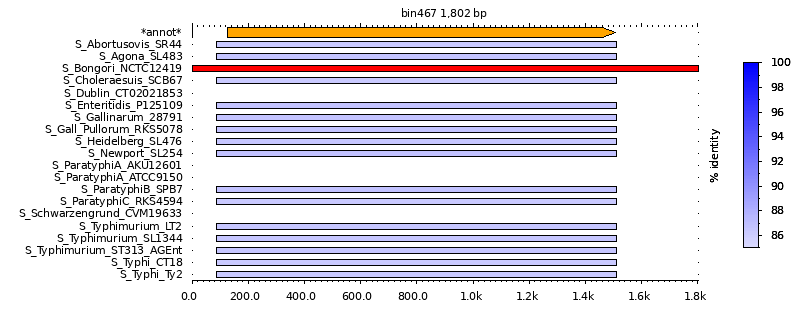 bin467 1,802 bp
*annot*
S_Abortusovis_SR44
S_Agona_SL483
S_Bongori_NCTC12419
S_Choleraesuis_SCB67
S_Dublin_CT02021853
S_Enteritidis_P125109
S_Gallinarum_28791
S_Gall_Pullorum_RKS5078
S_Heidelberg_SL476
S_Newport_SL254
S_ParatyphiA_AKU12601
S_ParatyphiA_ATCC9150
S_ParatyphiB_SPB7
S_ParatyphiC_RKS4594
S_Schwarzengrund_CVM19633
S_Typhimurium_LT2
S_Typhimurium_SL1344
S_Typhimurium_ST313_AGEnt
S_Typhi_CT18
S_Typhi_Ty2
0.0 200.0 400.0 600.0 800.0 1.0k 1.2k 1.4k 1.6k 1.8k
% identity
100
98
96
94
92
90
88
86